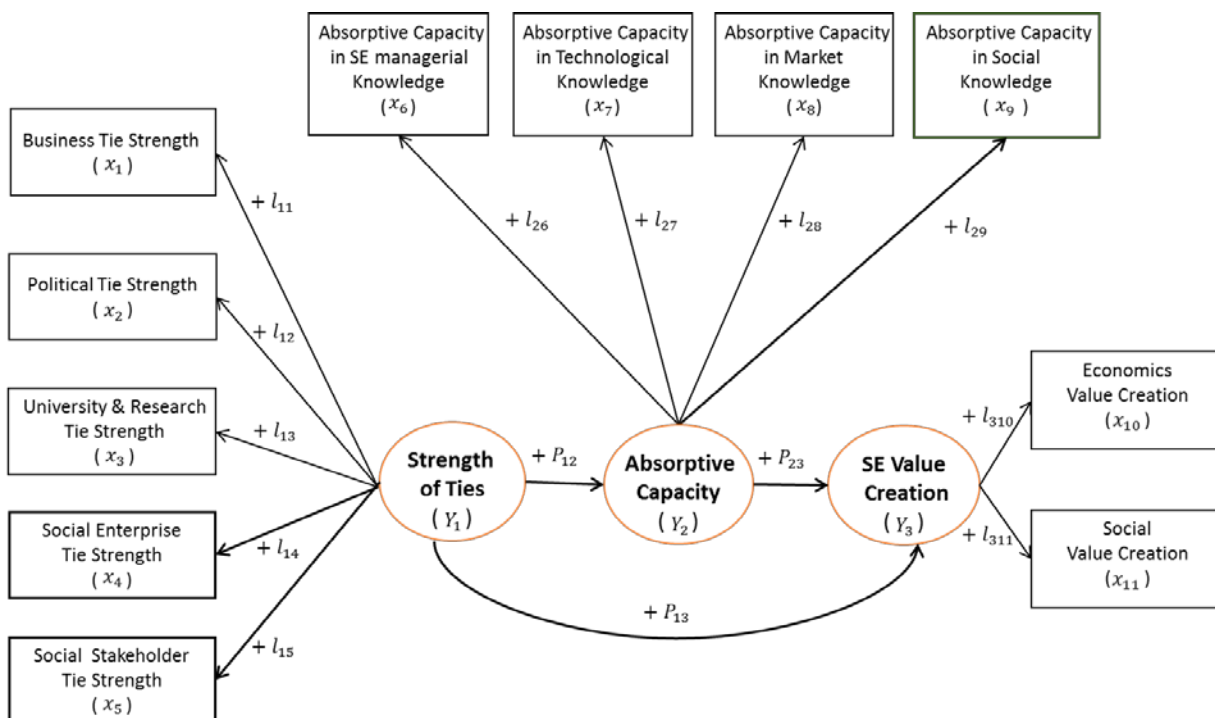 Absorptive Capacity
in SE managerial
Knowledge
( x₆ )
Absorptive Capacity
in Technological
Knowledge
( x₇ )
Absorptive Capacity
in Market
Knowledge
( x₈)
Absorptive Capacity
in Social
Knowledge
( x₉ )
Business Tie Strength
( x₁ )
Political Tie Strength
( x₂ )
University & Research
Tie Strength
( x₃ )
Social Enterprise
Tie Strength
( x₄ )
Social Stakeholder
Tie Strength
( x₅ )
+ l₁₁
+ l₁₂
+ l₁₃
+ l₁₄
+ l₁₅
+ l₂₆
+ l₂₇
+ l₂₈
+ l₂₉
Strength
of Ties
( Y₁ )
+ P₁₂
Absorptive
Capacity
( Y₂ )
+ P₂₃
SE Value
Creation
( Y₃ )
+ P₁₃
+ l₃₁₀
+ l₃₁₁
Economics
Value Creation
(x₁₀ )
Social
Value Creation
(x₁₁ )